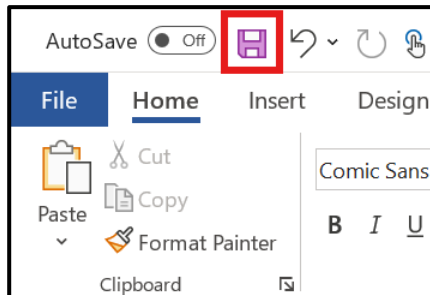 AutoSave Off
File Home Insert Design
Cut
Copy
Paste
Format Painter
Clipboard
Comic Sans
B I U